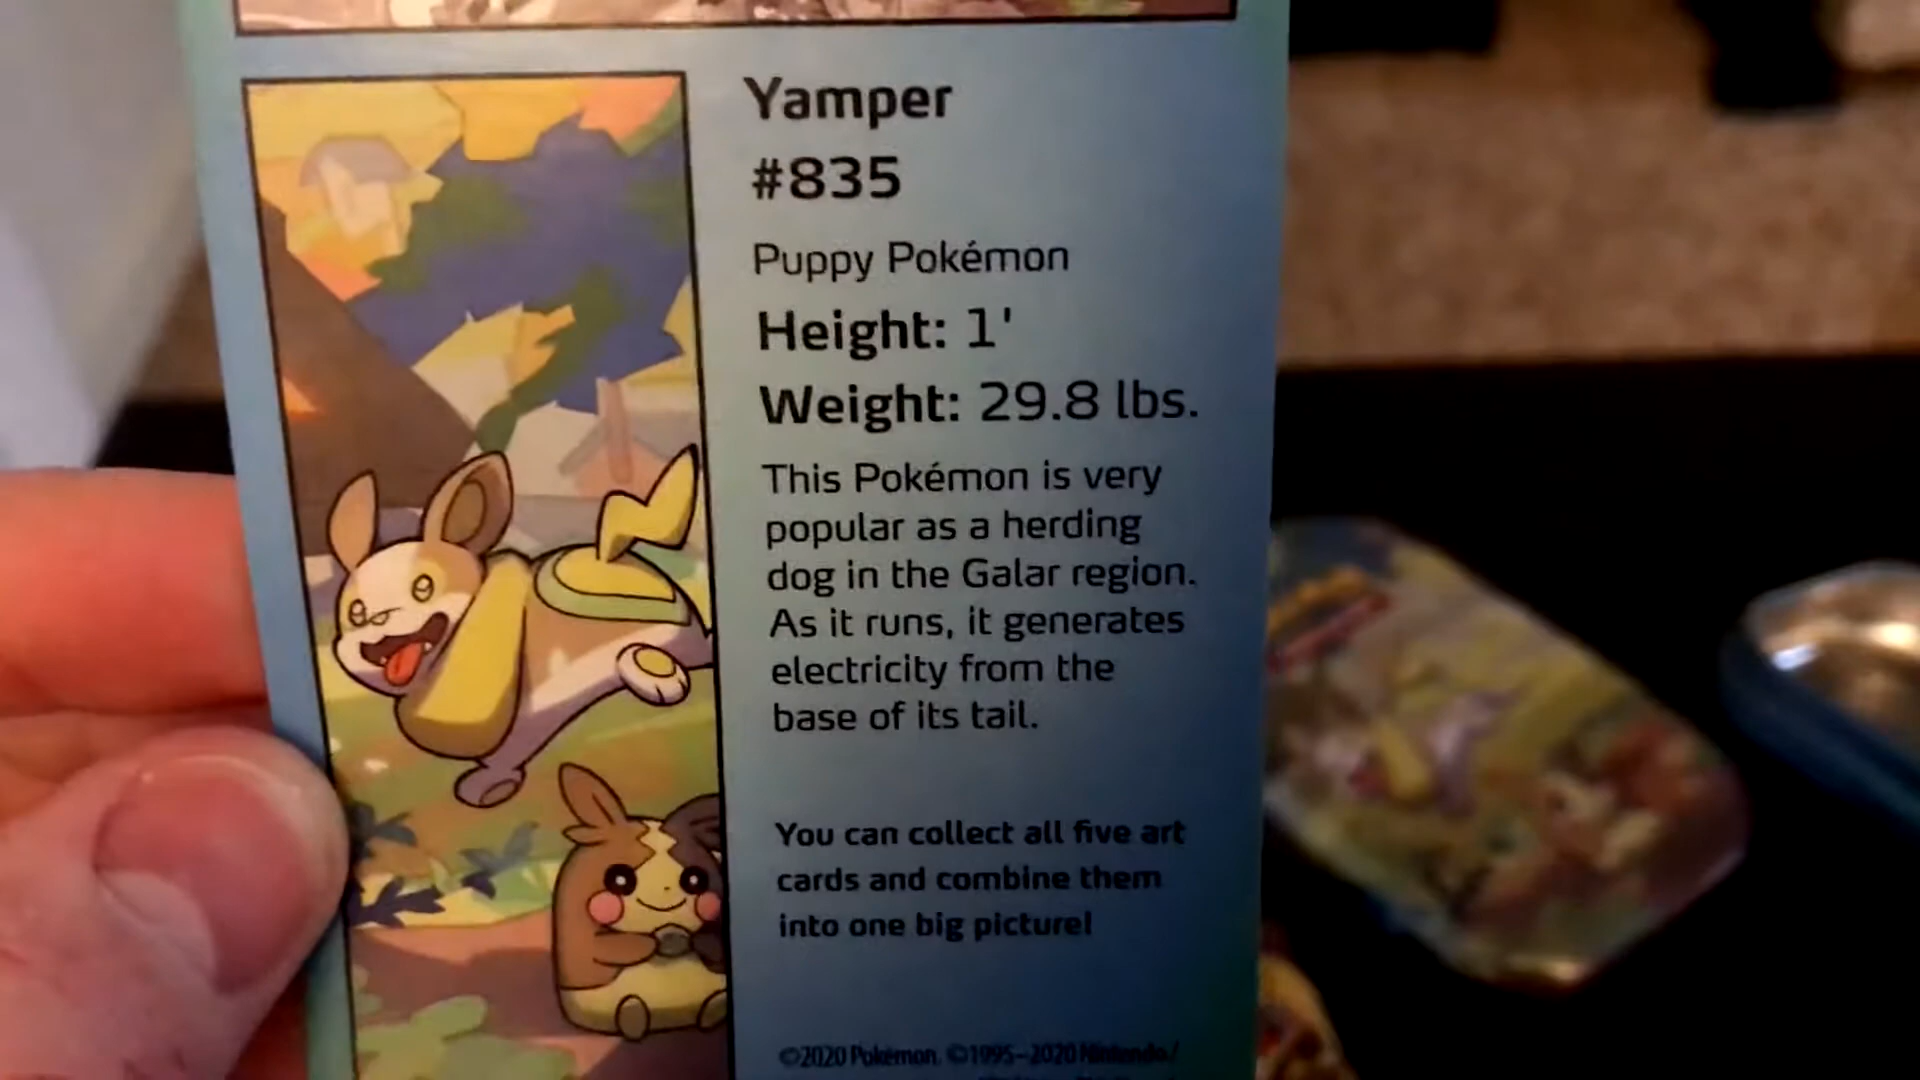 Yamper
#835
Puppy Pokémon
Height: 1'
Weight: 29.8 lbs.
This Pokémon is very
popular as a herding
dog in the Galar region.
As it runs, it generates
electricity from the
base of its tail.
You can collect all five art
cards and combine them
into one big picture!
©2020 Pokémon. ©1995–2020 Nintendo/